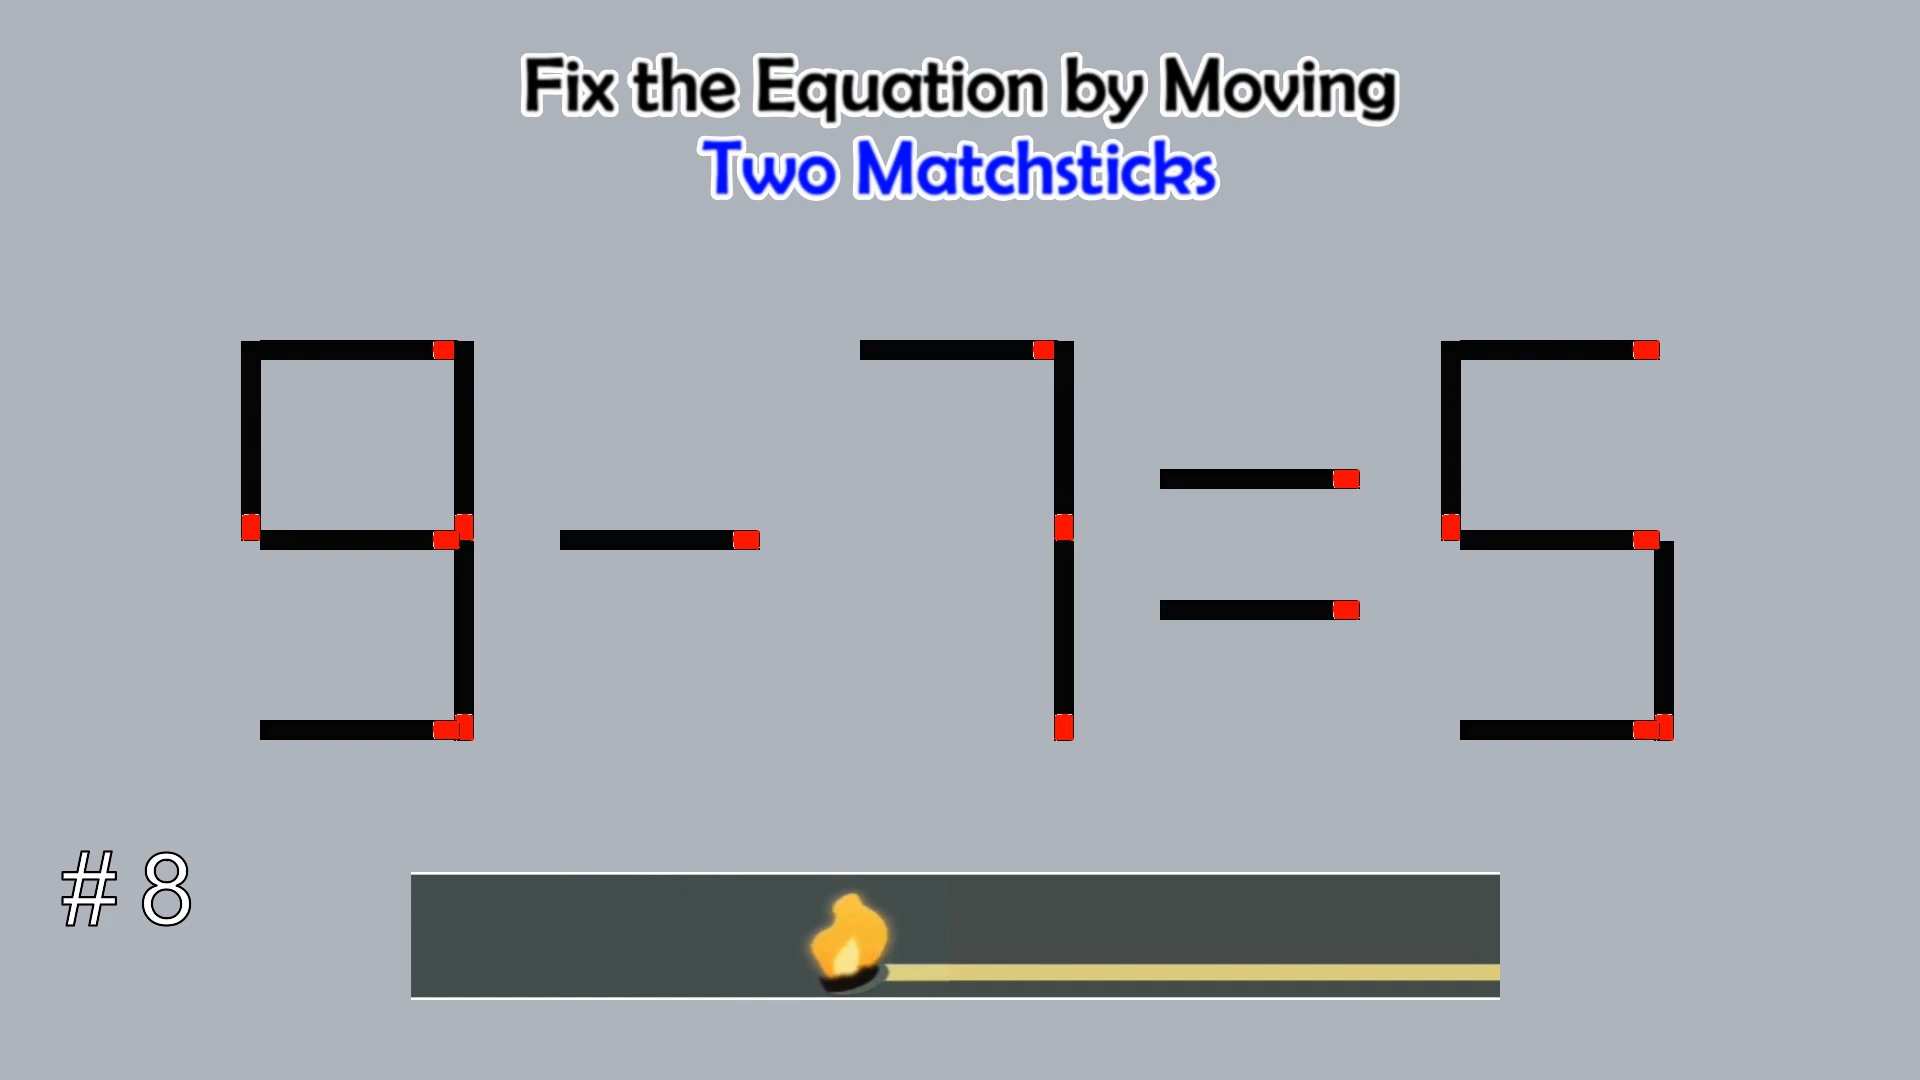 Fix the Equation by Moving
Two Matchsticks
9 - 7 = 5
# 8